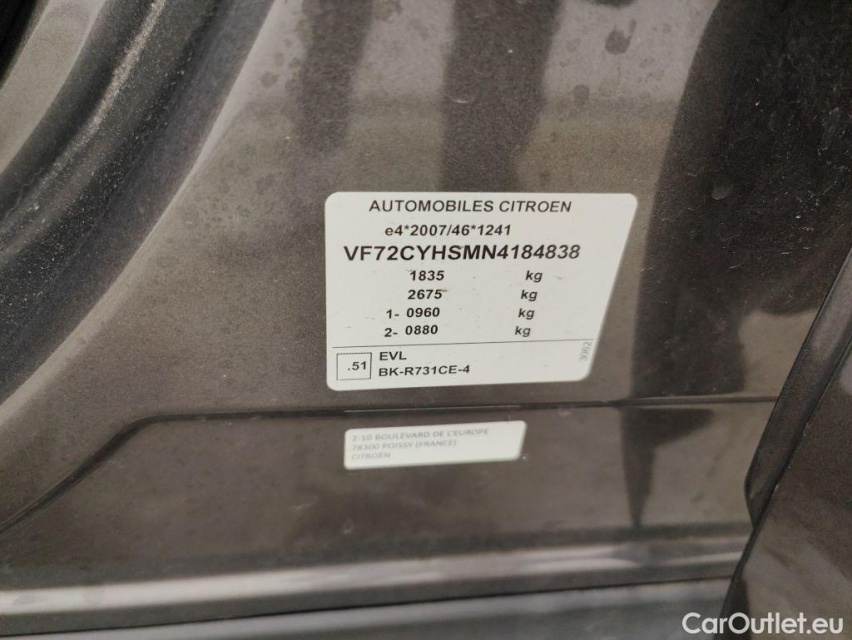 AUTOMOBILES CITROEN
e4*2007/46*1241
VF72CYHSMN4184838
1835 kg
2675 kg
1- 0960 kg
2- 0880 kg
.51
EVL
BK-R731CE-4
2-10 BOULEVARD DE L'EUROPE
78300 POISSY (FRANCE)
CITROEN
CarOutlet.eu